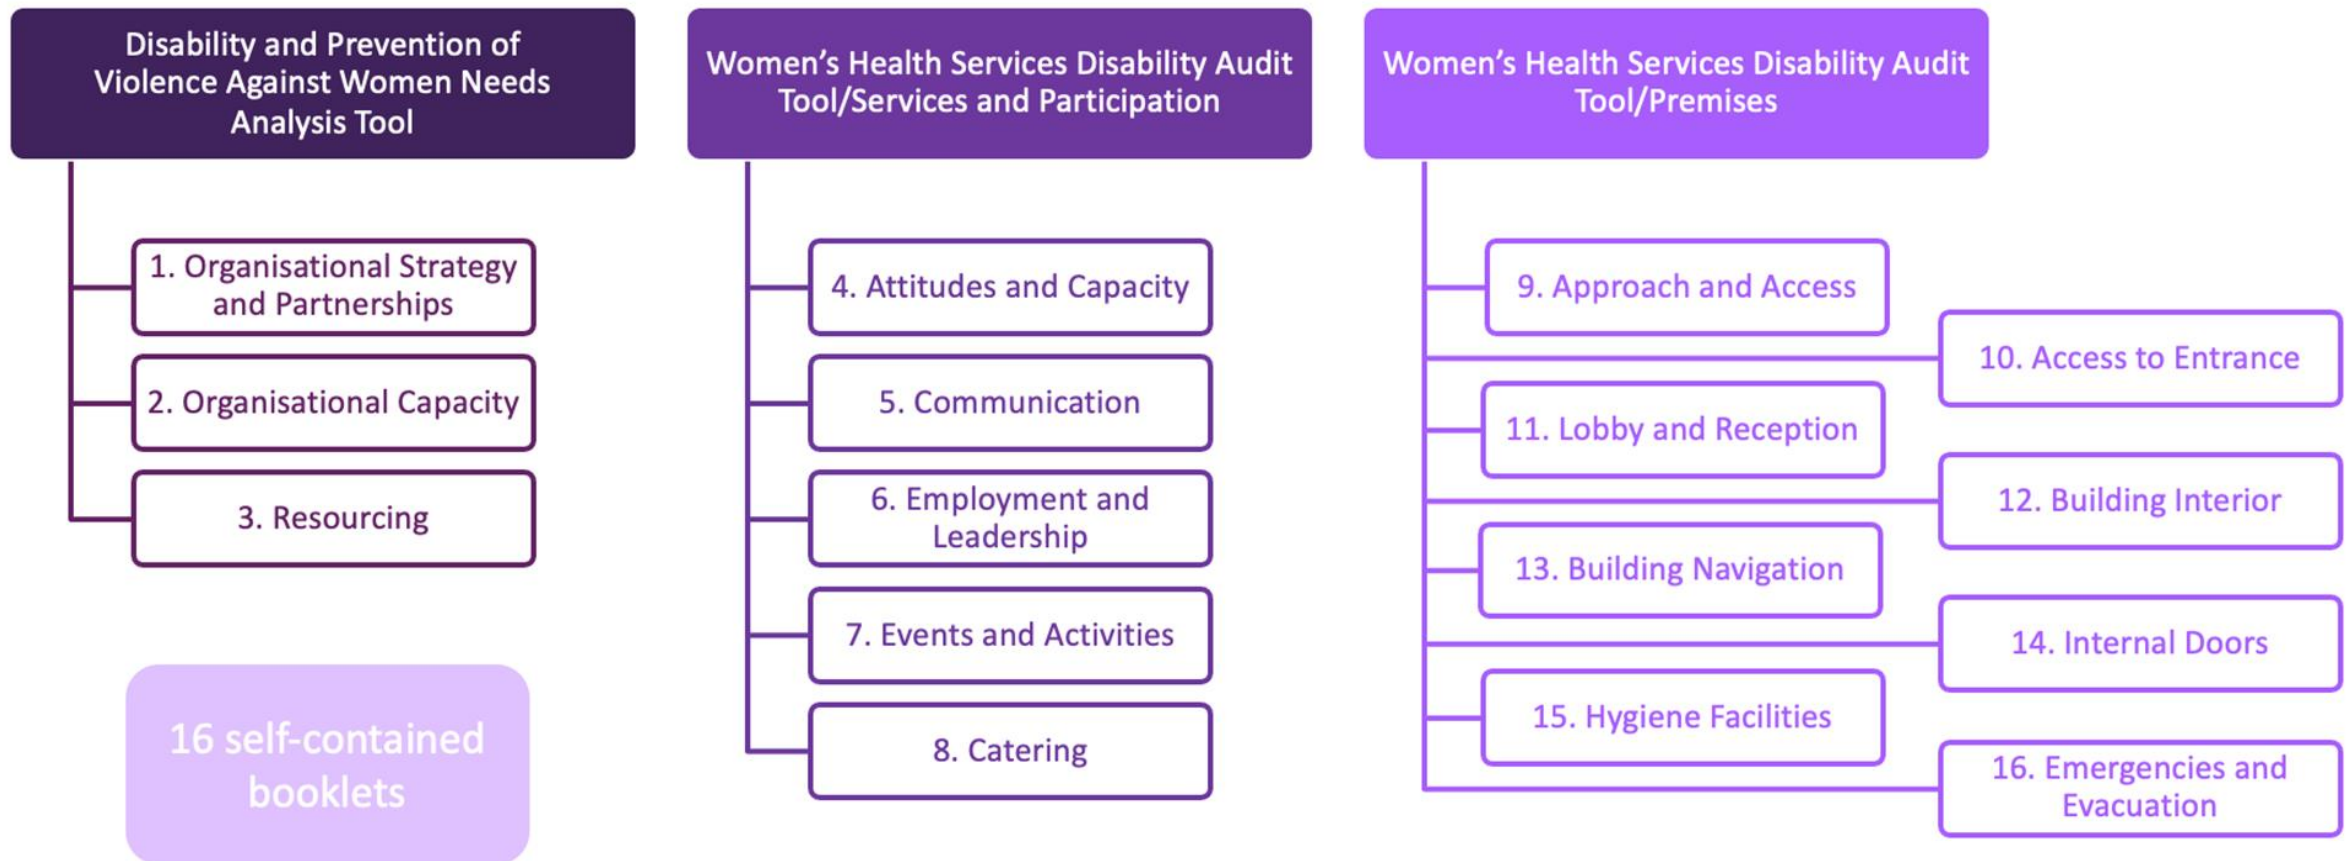 Disability and Prevention of
Violence Against Women Needs
Analysis Tool
1. Organisational Strategy
and Partnerships
2. Organisational Capacity
3. Resourcing
16 self-contained
booklets
Women’s Health Services Disability Audit
Tool/Services and Participation
4. Attitudes and Capacity
5. Communication
6. Employment and
Leadership
7. Events and Activities
8. Catering
Women’s Health Services Disability Audit
Tool/Premises
9. Approach and Access
10. Access to Entrance
11. Lobby and Reception
12. Building Interior
13. Building Navigation
14. Internal Doors
15. Hygiene Facilities
16. Emergencies and
Evacuation